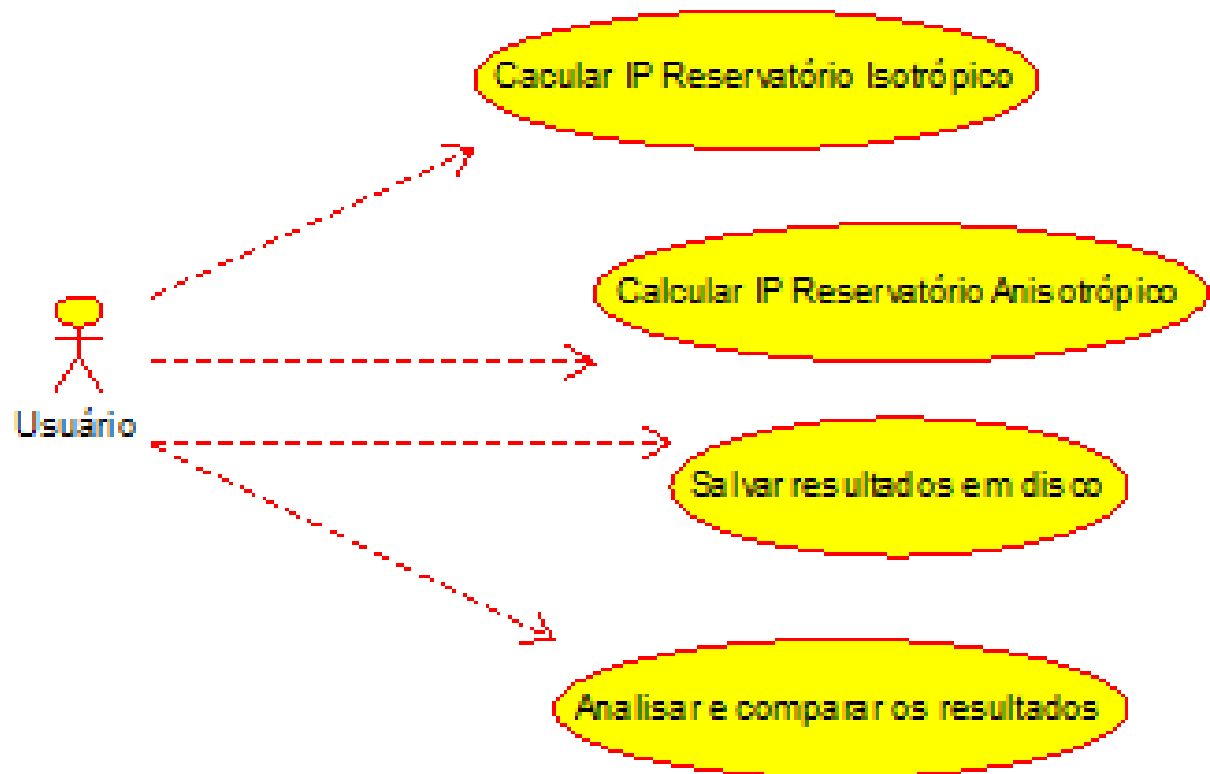 Cacular IP Reservatório Isotrópico
Calcular IP Reservatório Anisotrópico
Usuário
Salvar resultados em disco
Analisar e comparar os resultados